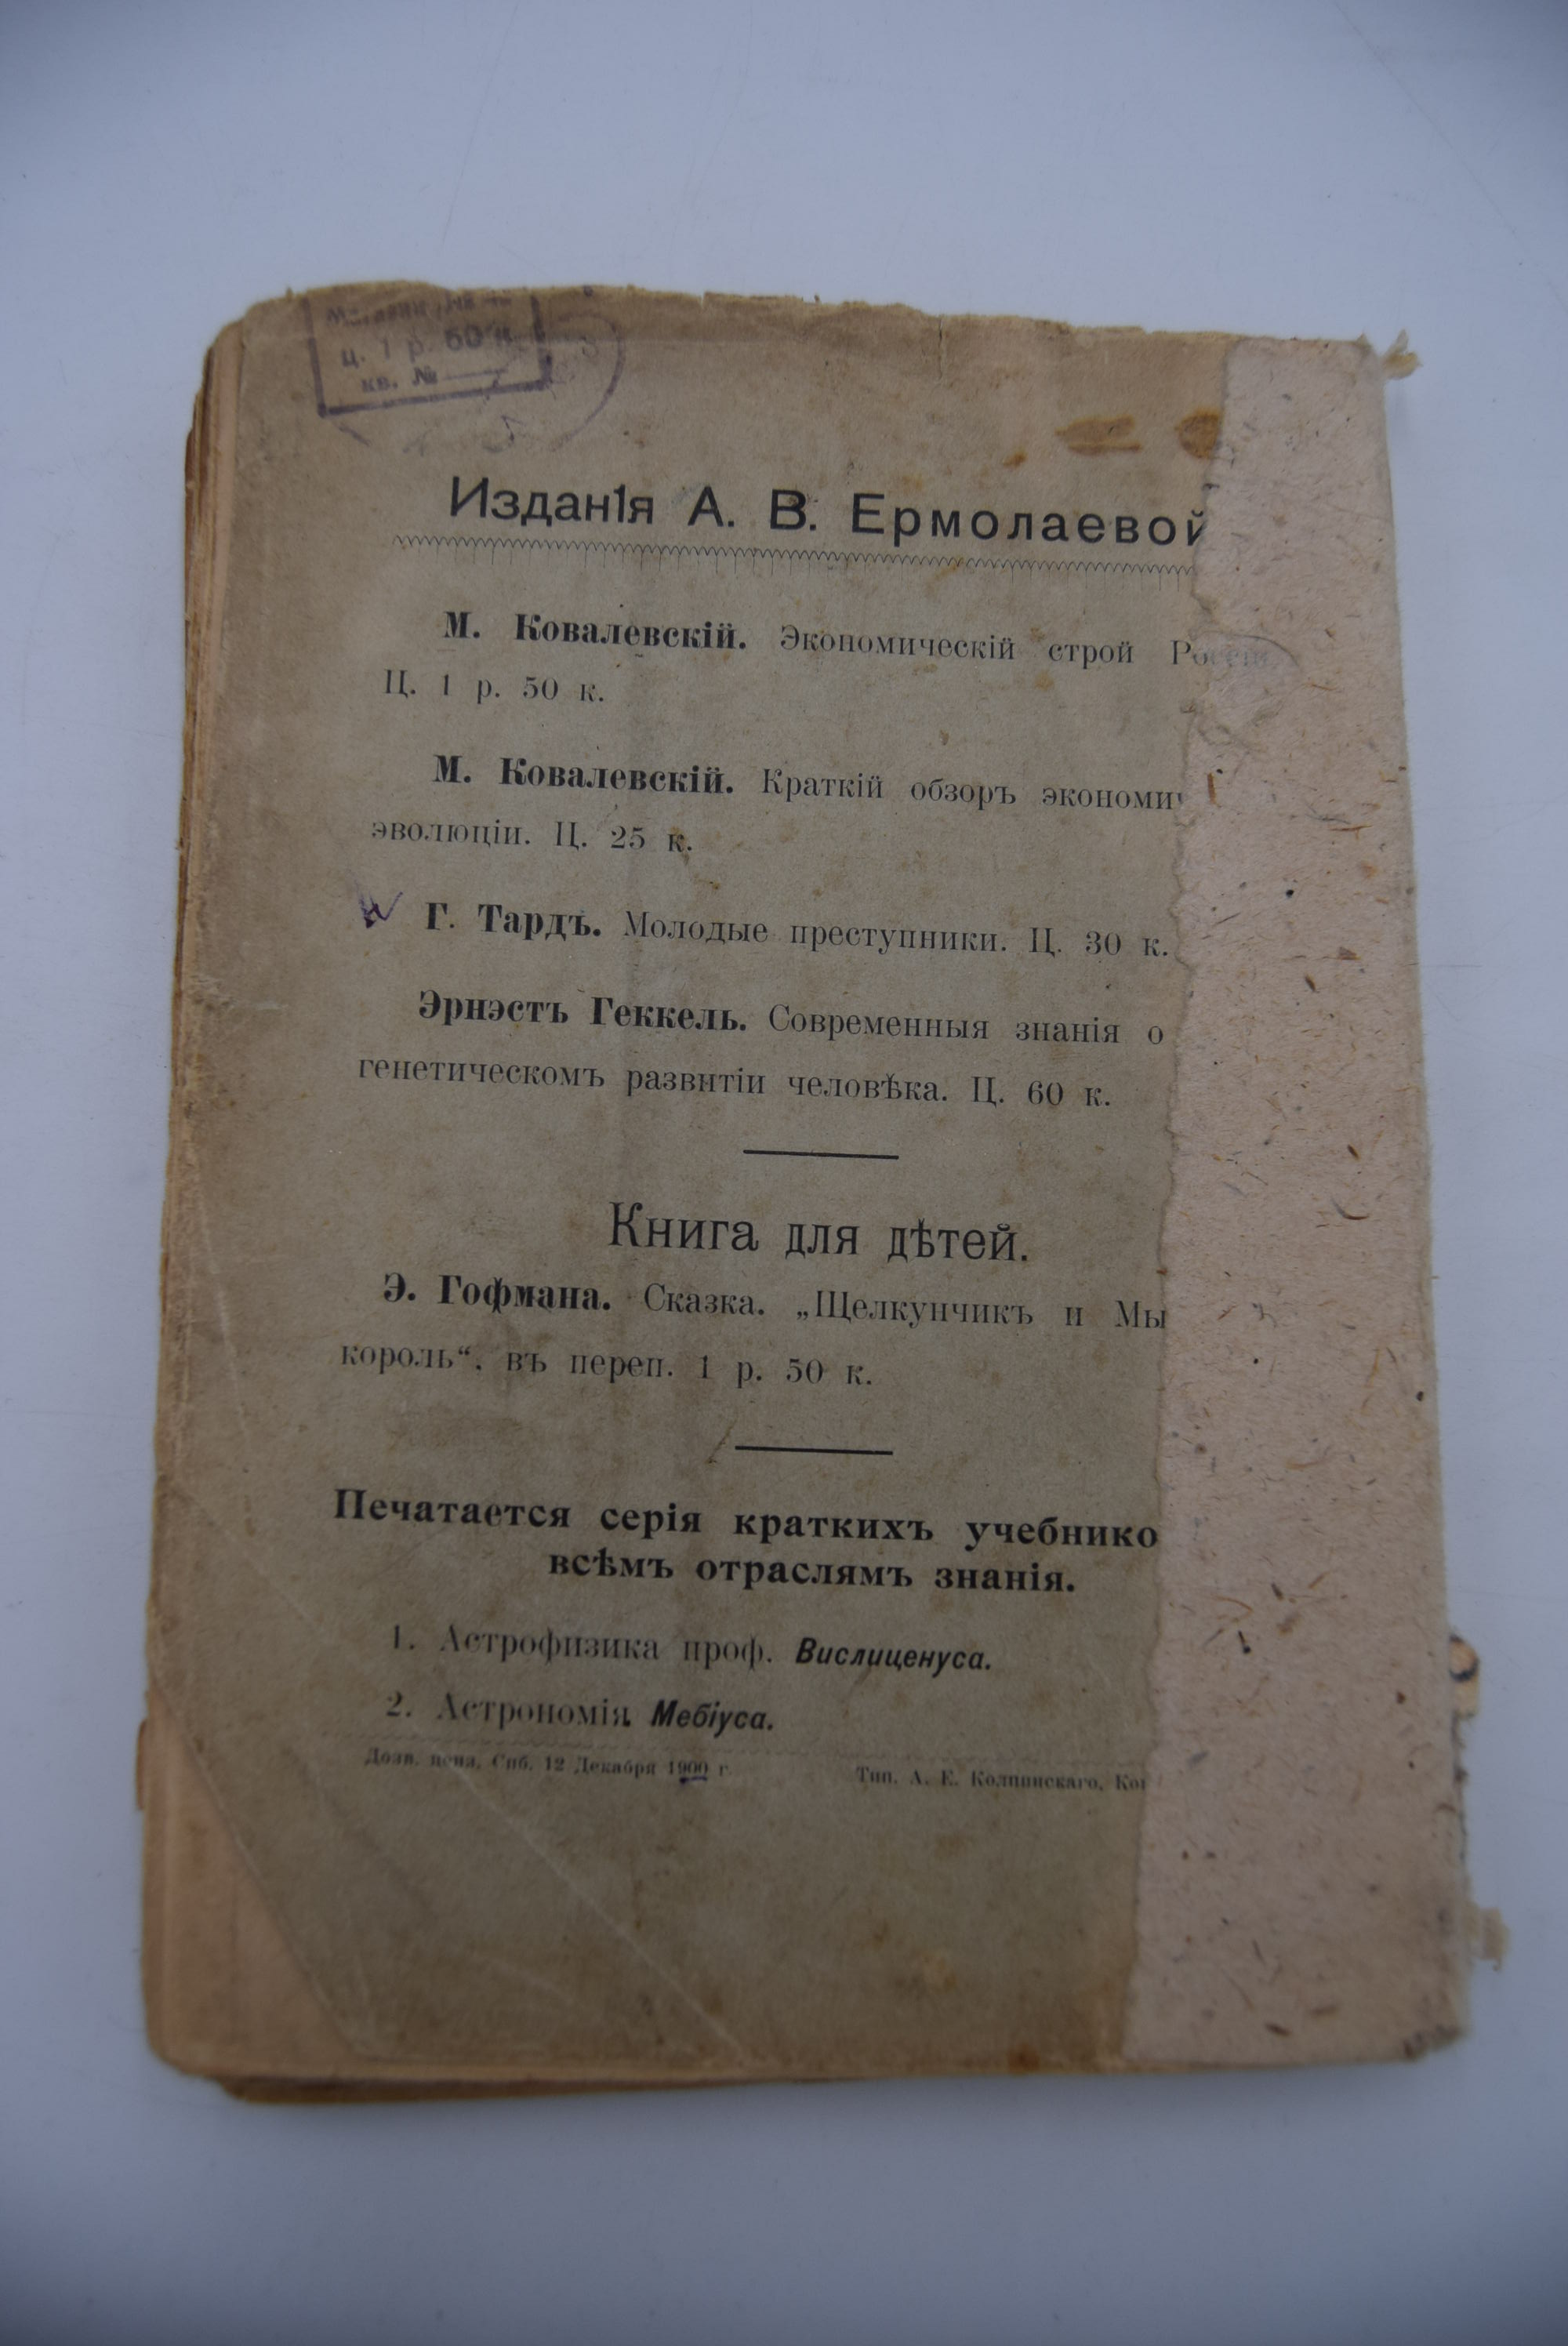 ц. 1 р. 50 к.
кв. №
Изданія А. В. Ермолаевой
М. Ковалевскій. Экономическій строй Россіи.
Ц. 1 р. 50 к.
М. Ковалевскій. Краткій обзоръ экономи
эволюціи. Ц. 25 к.
Г. Тардъ. Молодые преступники. Ц. 30 к.
Эрнэстъ Геккель. Современныя знанія о
генетическомъ развитіи человѣка. Ц. 60 к.
Книга для дѣтей.
Э. Гофмана. Сказка. „Щелкунчикъ и Мы
король“, въ переп. 1 р. 50 к.
Печатается серія краткихъ учебнико
всѣмъ отраслямъ знанія.
1. Астрофизика проф. Вислиценуса.
2. Астрономія Мебіуса.
Дозв. ценз. Спб. 12 Декабря 1900 г. Тип. А. Е. Колпинскаго, Кон